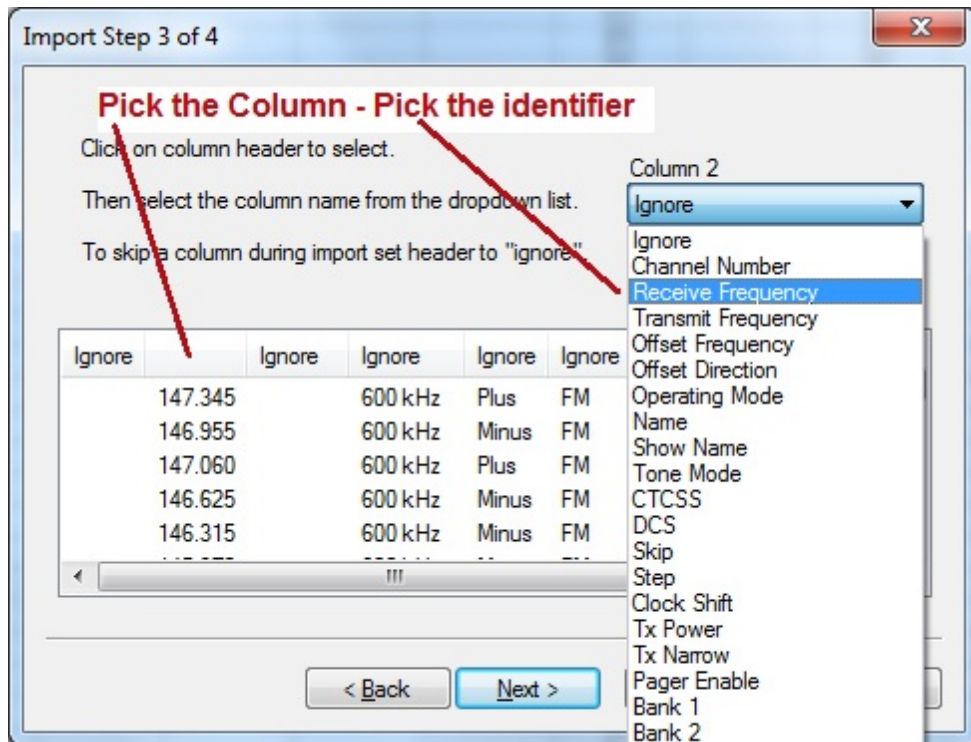 Import Step 3 of 4
X
Pick the Column - Pick the identifier
Click on column header to select.
Then select the column name from the dropdown list.
To skip a column during import set header to "ignore".
Column 2
Ignore
Ignore
Channel Number
Receive Frequency
Transmit Frequency
Offset Frequency
Offset Direction
Operating Mode
Name
Show Name
Tone Mode
CTCSS
DCS
Skip
Step
Clock Shift
Tx Power
Tx Narrow
Pager Enable
Bank 1
Bank 2
Ignore Ignore Ignore Ignore Ignore
147.345 600 kHz Plus FM
146.955 600 kHz Minus FM
147.060 600 kHz Plus FM
146.625 600 kHz Minus FM
146.315 600 kHz Minus FM
< Back Next >